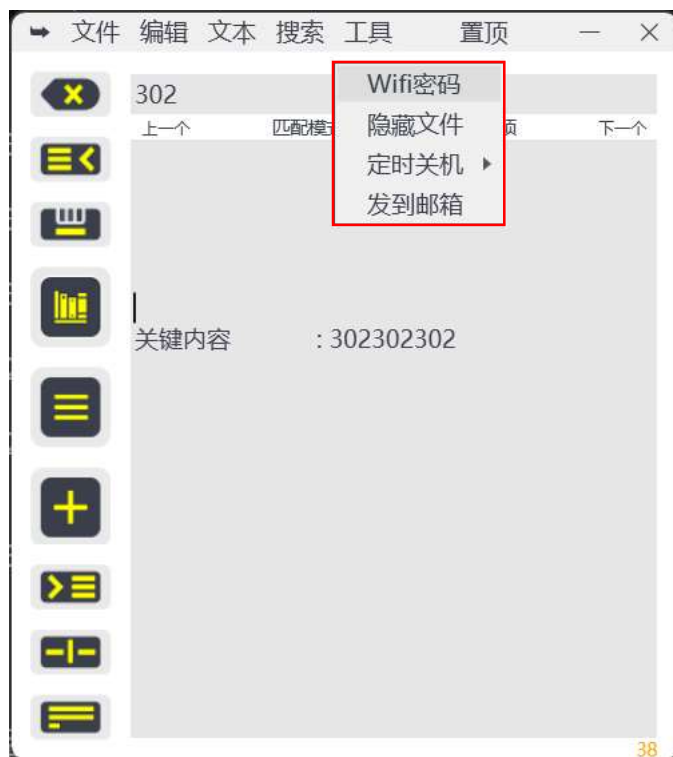 文件 编辑 文本 搜索 工具 置顶
302
Wifi密码
上一个 匹配模 下一个
隐藏文件
定时关机
发到邮箱
关键内容 : 302302302
38